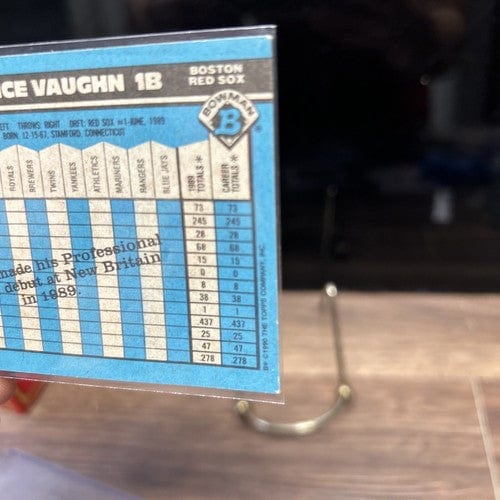 CE VAUGHN 1B
BOSTON
RED SOX
BOWMAN
B
THROWS: RIGHT DRFT: RED SOX #1-JUNE, 1989
BORN: 12-15-67, STAMFORD, CONNECTICUT
ROYALS
BREWERS
TWINS
YANKEES
ATHLETICS
MARINERS
RANGERS
BLUE JAYS
1989 TOTALS *
CAREER TOTALS *
73 73
245 245
28 28
68 68
15 15
0 0
8 8
38 38
1 1
.437 .437
25 25
47 47
.278 .278
made his Professional
debut at New Britain
in 1989.
©1990 THE TOPPS COMPANY, INC.